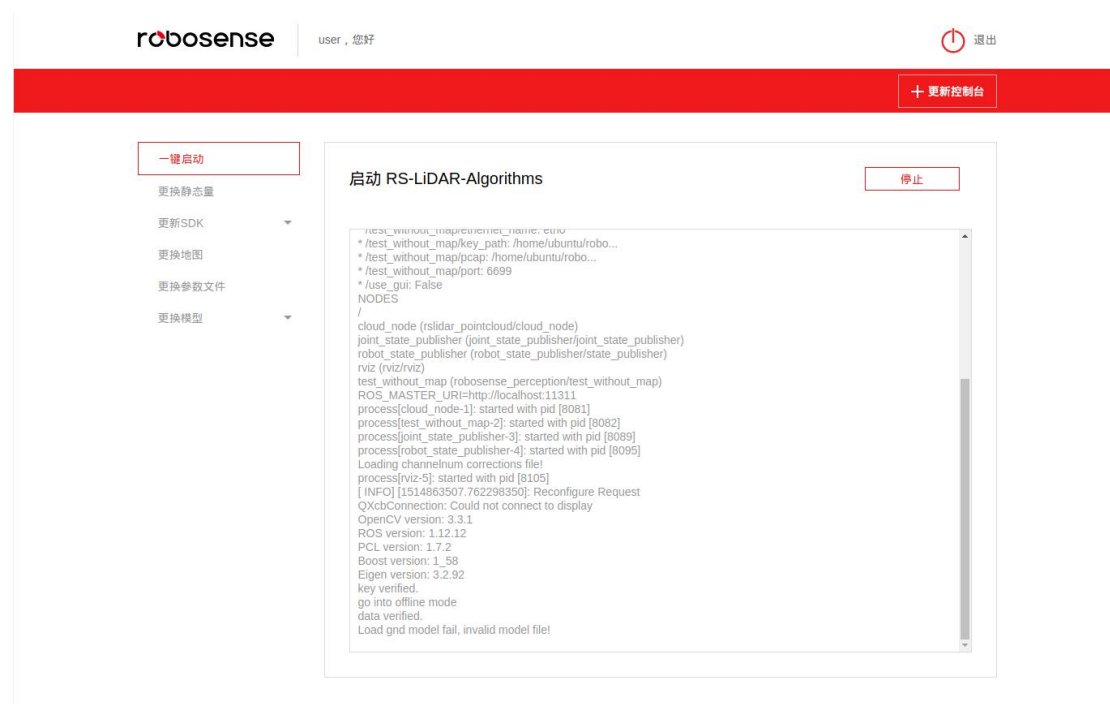 robosense
user，您好
退出
十 更新控制台
一键启动
更换静态量
更新SDK
更换地图
更换参数文件
更换模型
启动 RS-LiDAR-Algorithms
停止
* /test_without_map/ethernet_name: eth0
* /test_without_map/key_path: /home/ubuntu/robo...
* /test_without_map/pcap: /home/ubuntu/robo...
* /test_without_map/port: 6699
* /use_gui: False
NODES
/
cloud_node (rslidar_pointcloud/cloud_node)
joint_state_publisher (joint_state_publisher/joint_state_publisher)
robot_state_publisher (robot_state_publisher/state_publisher)
rviz (rviz/rviz)
test_without_map (robosense_perception/test_without_map)
ROS_MASTER_URI=http://localhost:11311
process[cloud_node-1]: started with pid [8081]
process[test_without_map-2]: started with pid [8082]
process[joint_state_publisher-3]: started with pid [8089]
process[robot_state_publisher-4]: started with pid [8095]
Loading channelnum corrections file!
process[rviz-5]: started with pid [8105]
[ INFO] [1514863507.762298350]: Reconfigure Request
QXcbConnection: Could not connect to display
OpenCV version: 3.3.1
ROS version: 1.12.12
PCL version: 1.7.2
Boost version: 1_58
Eigen version: 3.2.92
key verified.
go into offline mode
data verified.
Load gnd model fail, invalid model file!